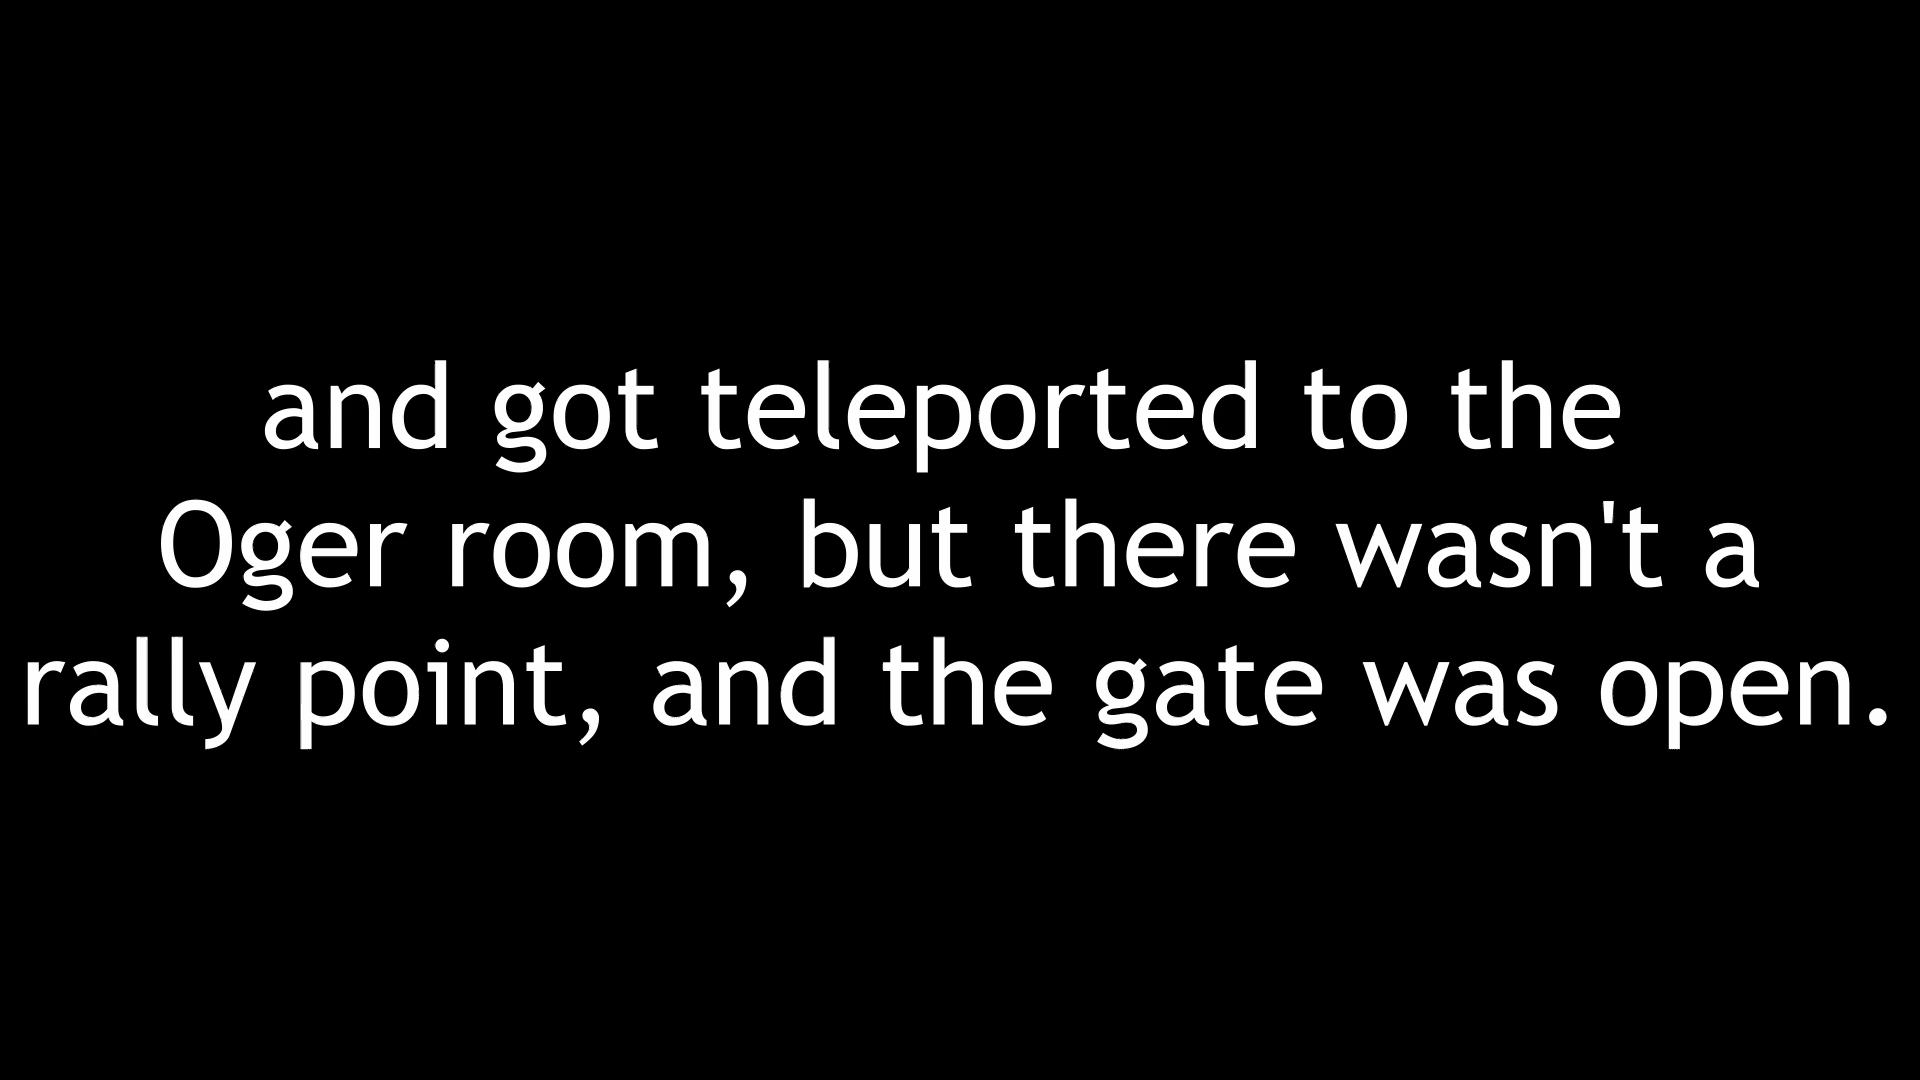 and got teleported to the
Oger room, but there wasn't a
rally point, and the gate was open.